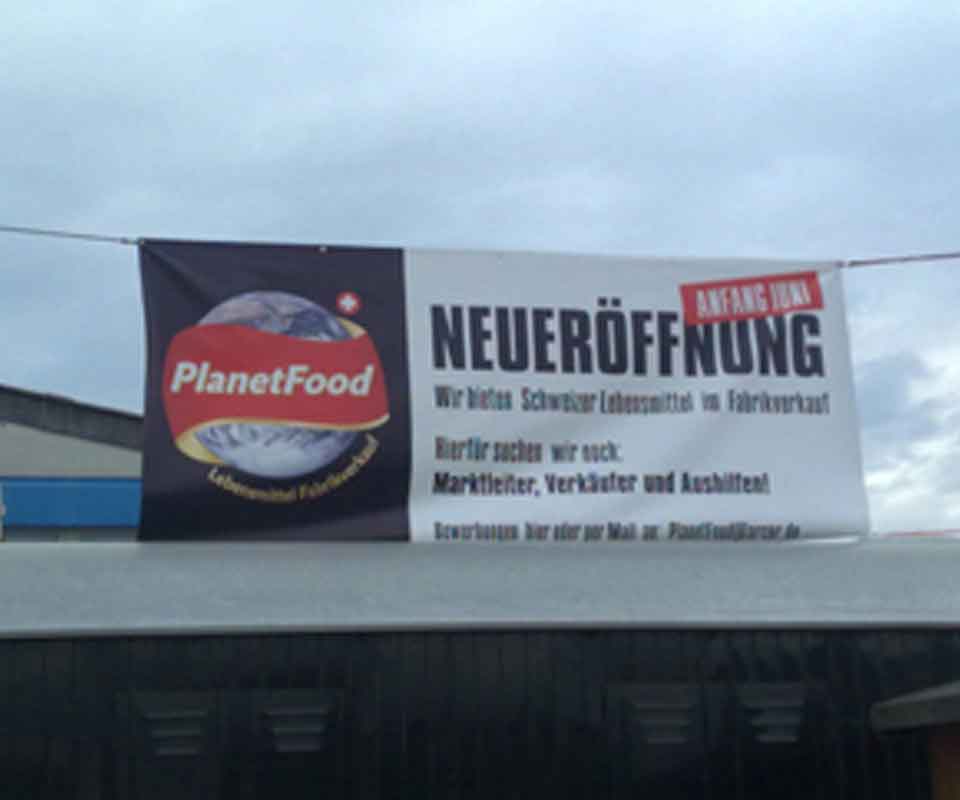 PlanetFood
Lebensmittel Fabrikverkauf
ANFANG JUNI
NEUERÖFFNUNG
Wir bieten Schweizer Lebensmittel im Fabrikverkauf
Hierfür suchen wir noch:
Marktleiter, Verkäufer und Aushilfen!
Bewerbungen hier oder per Mail an: